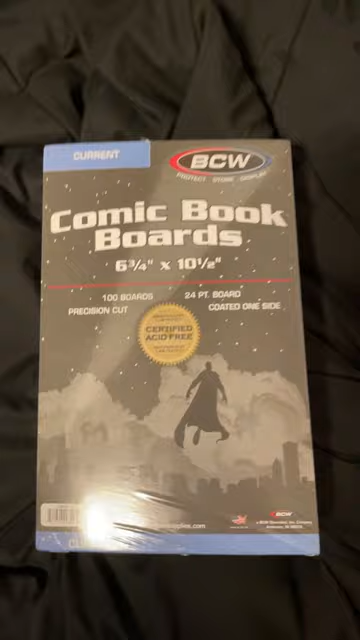 CURRENT
BCW
PROTECT STORE DISPLAY
Comic Book
Boards
6¾" x 10½"
100 BOARDS
24 PT. BOARD
PRECISION CUT
COATED ONE SIDE
CERTIFIED
ACID FREE
BCW